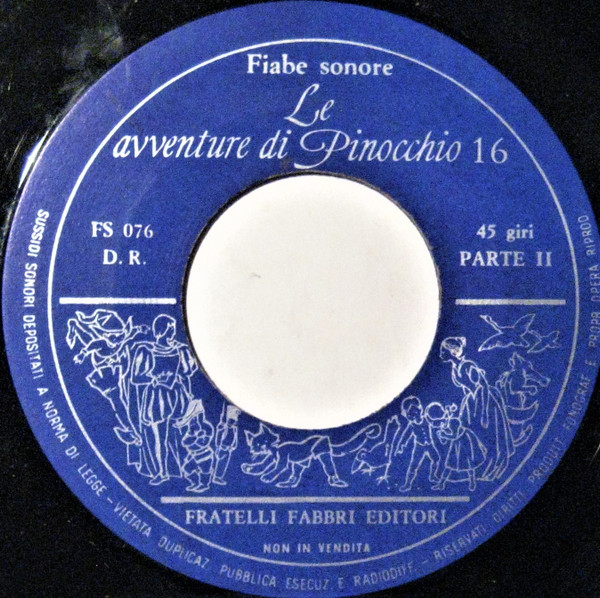 Fiabe sonore
Le
avventure di Pinocchio 16
FS 076
D. R.
45 giri
PARTE II
FRATELLI FABBRI EDITORI
NON IN VENDITA
SUSSIDI SONORI DEPOSITATI A NORMA DI LEGGE - VIETATA DUPLICAZ. PUBBLICA ESECUZ. E RADIODIFF. - RISERVATI DIRITTI PRODUT. FONOGRAF. E PROPR. OPERA RIPROD.